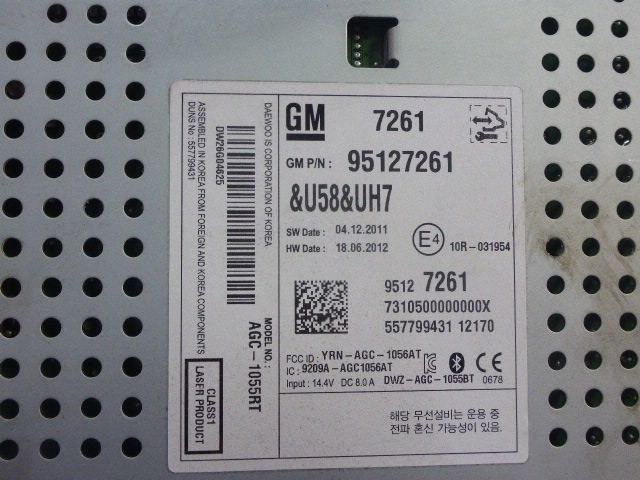 GM
7261
GM P/N : 95127261
&U58&UH7
SW Date : 04.12.2011
HW Date : 18.06.2012
E4
10R-031954
9512 7261
7310500000000X
557799431 12170
FCC ID : YRN-AGC-1056AT
IC : 9209A-AGC1056AT
Input : 14.4V DC 8.0 A
DWZ-AGC-1055BT
CE
0678
해당 무선설비는 운용 중
전파 혼신 가능성이 있음.
DAEWOO IS CORPORATION OF KOREA
MODEL NO. :
AGC-1055RT
DW26G04625
ASSEMBLED IN KOREA FROM FOREIGN AND KOREA COMPONENTS
DUNS No : 557799431
CLASS1
LASER PRODUCT